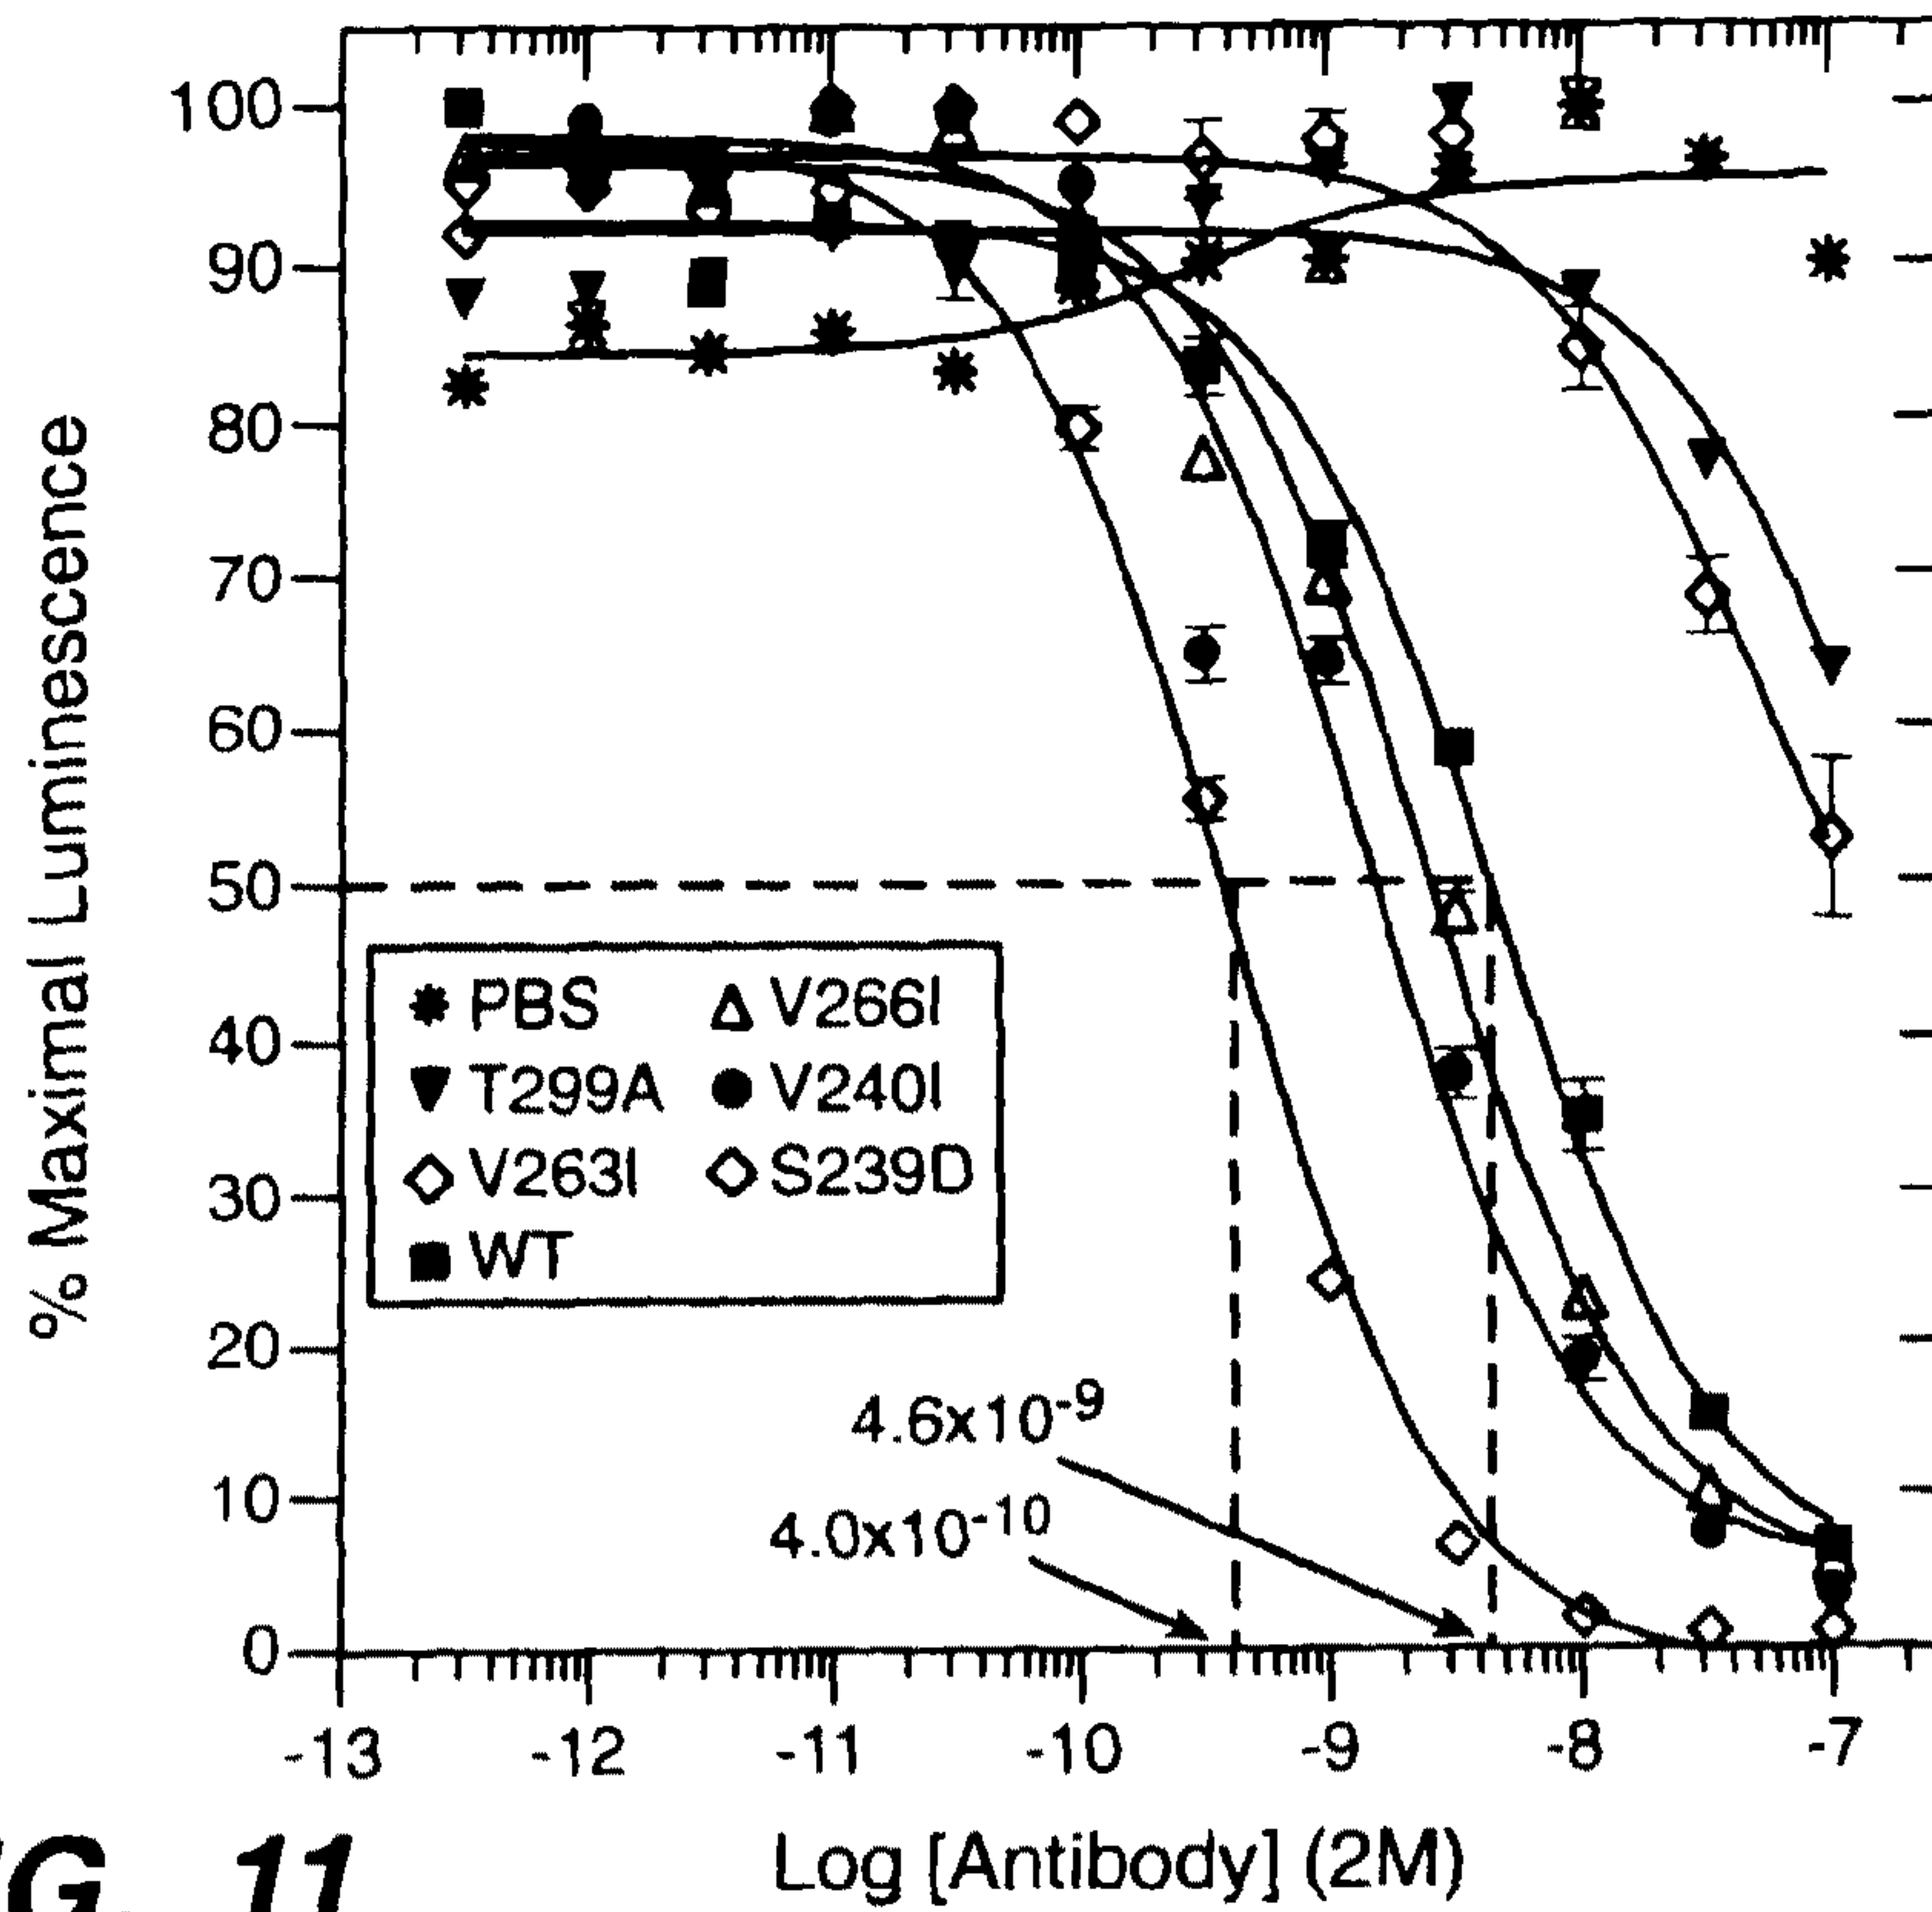 100
90
80
70
60
50
40
30
20
10
0
% Maximal Luminescence
PBS V266I
T299A V240I
V263I S239D
WT
4.6x10-9
4.0x10-10
-13 -12 -11 -10 -9 -8 -7
Log [Antibody] (2M)
G. 11